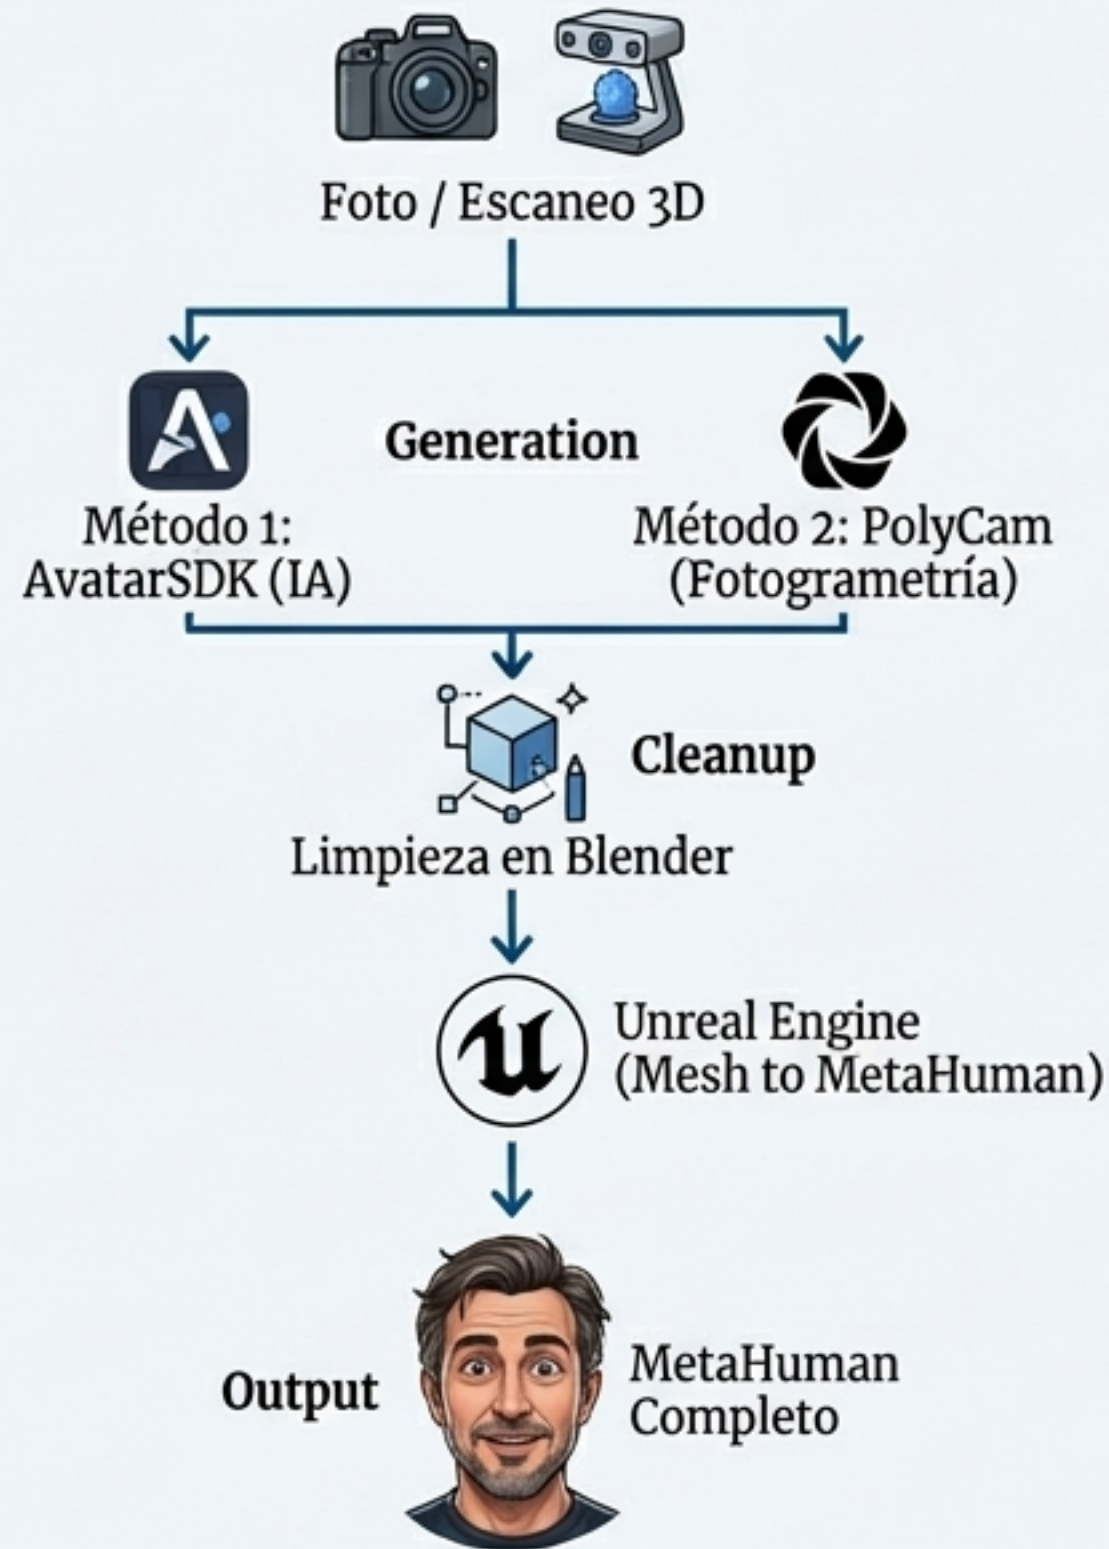 Foto / Escaneo 3D
Generation
Método 1:
AvatarSDK (IA)
Método 2: PolyCam
(Fotogrametría)
Cleanup
Limpieza en Blender
Unreal Engine
(Mesh to MetaHuman)
Output
MetaHuman
Completo